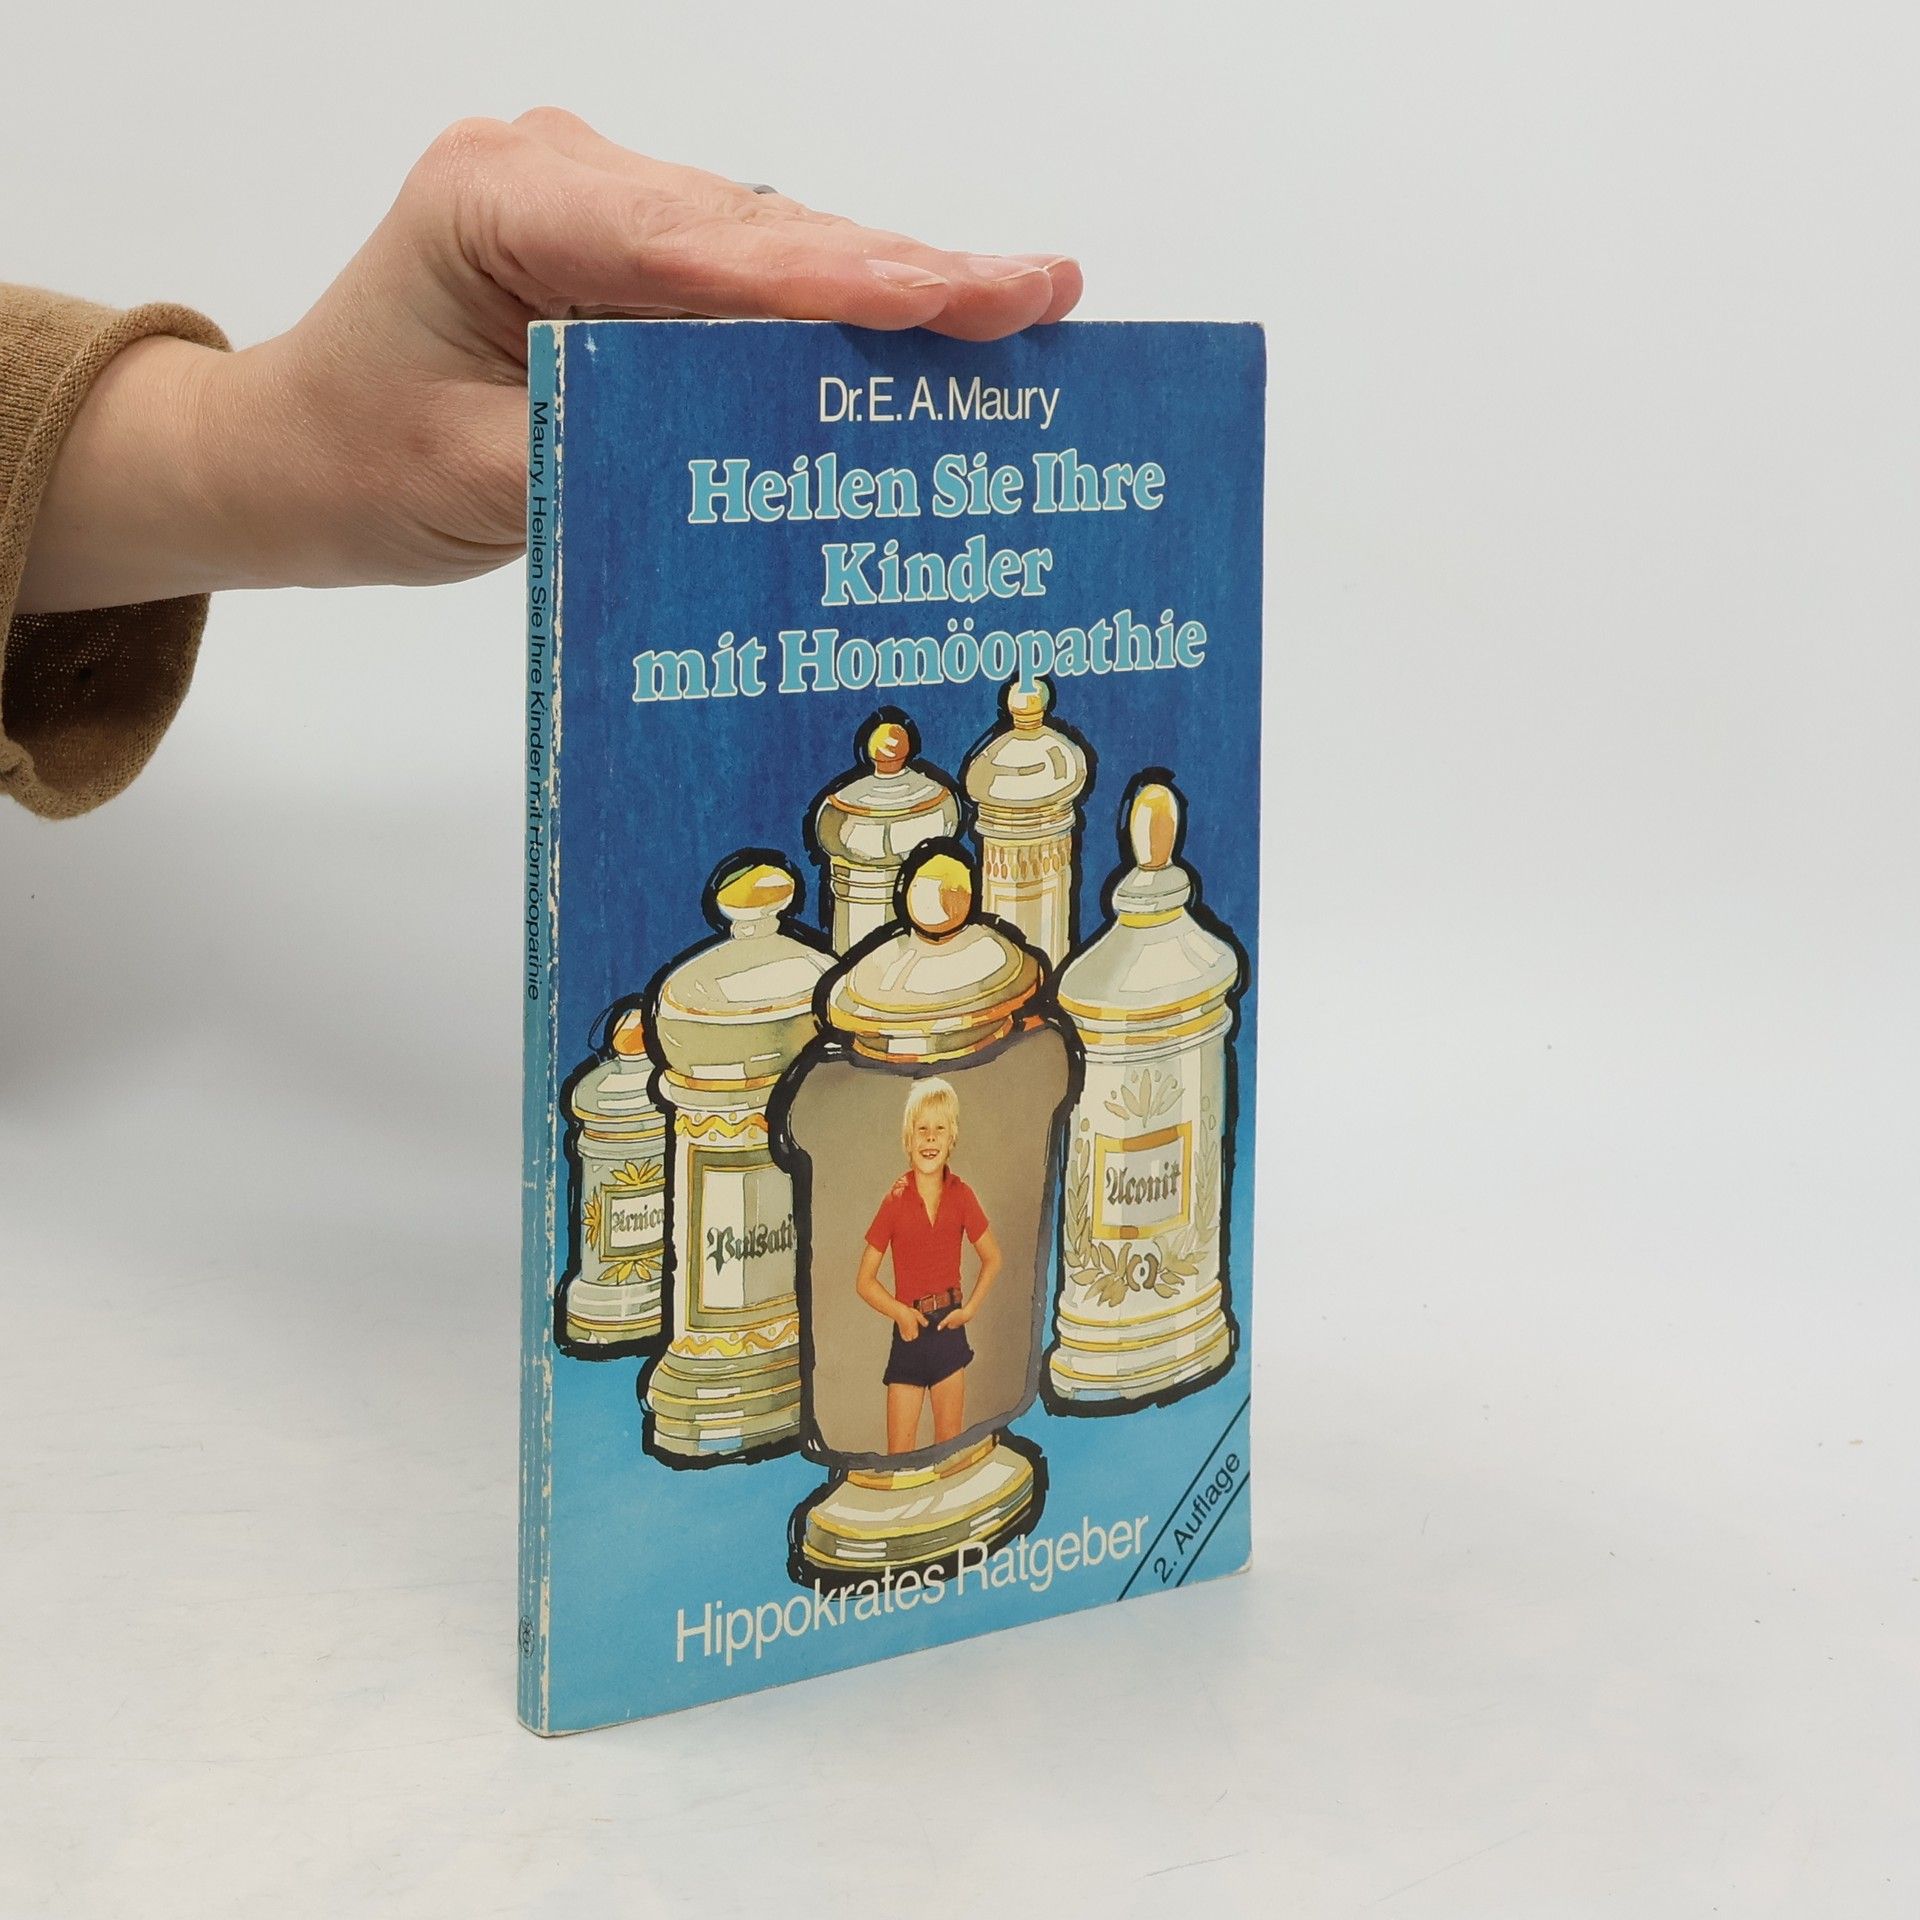 Dr. E. A. Maury
Heilen Sie Ihre
Kinder
mit Homöopathie
Arnica
Pulsati
Aconit
Hippokrates Ratgeber
2. Auflage
Maury, Heilen Sie Ihre Kinder mit Homöopathie